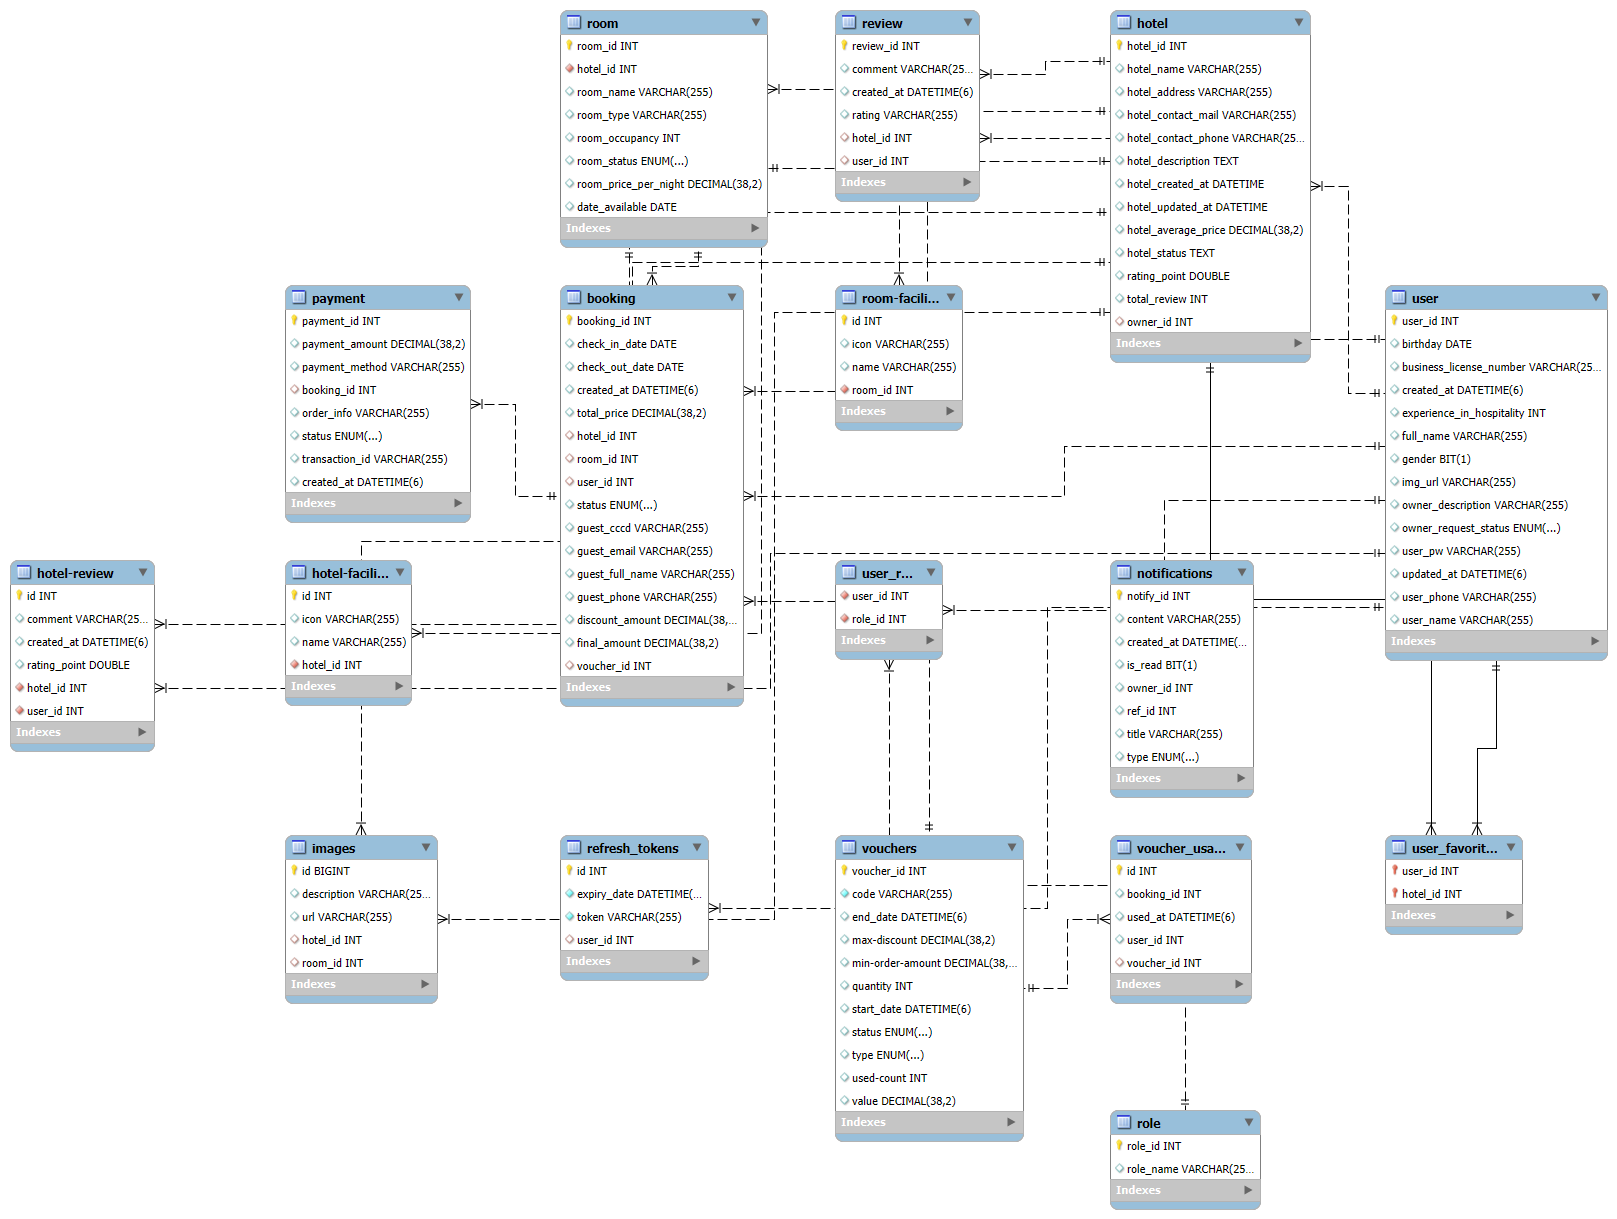 room
room_id INT
hotel_id INT
room_name VARCHAR(255)
room_type VARCHAR(255)
room_occupancy INT
room_status ENUM(...)
room_price_per_night DECIMAL(38,2)
date_available DATE
Indexes
review
review_id INT
comment VARCHAR(25...
created_at DATETIME(6)
rating VARCHAR(255)
hotel_id INT
user_id INT
Indexes
hotel
hotel_id INT
hotel_name VARCHAR(255)
hotel_address VARCHAR(255)
hotel_contact_mail VARCHAR(255)
hotel_contact_phone VARCHAR(25...
hotel_description TEXT
hotel_created_at DATETIME
hotel_updated_at DATETIME
hotel_average_price DECIMAL(38,2)
hotel_status TEXT
rating_point DOUBLE
total_review INT
owner_id INT
Indexes
payment
payment_id INT
payment_amount DECIMAL(38,2)
payment_method VARCHAR(255)
booking_id INT
order_info VARCHAR(255)
status ENUM(...)
transaction_id VARCHAR(255)
created_at DATETIME(6)
Indexes
booking
booking_id INT
check_in_date DATE
check_out_date DATE
created_at DATETIME(6)
total_price DECIMAL(38,2)
hotel_id INT
room_id INT
user_id INT
status ENUM(...)
guest_cccd VARCHAR(255)
guest_email VARCHAR(255)
guest_full_name VARCHAR(255)
guest_phone VARCHAR(255)
discount_amount DECIMAL(38,...
final_amount DECIMAL(38,2)
voucher_id INT
Indexes
room-facili...
id INT
icon VARCHAR(255)
name VARCHAR(255)
room_id INT
Indexes
user
user_id INT
birthday DATE
business_license_number VARCHAR(25...
created_at DATETIME(6)
experience_in_hospitality INT
full_name VARCHAR(255)
gender BIT(1)
img_url VARCHAR(255)
owner_description VARCHAR(255)
owner_request_status ENUM(...)
user_pw VARCHAR(255)
updated_at DATETIME(6)
user_phone VARCHAR(255)
user_name VARCHAR(255)
Indexes
hotel-review
id INT
comment VARCHAR(25...
created_at DATETIME(6)
rating_point DOUBLE
hotel_id INT
user_id INT
Indexes
hotel-facili...
id INT
icon VARCHAR(255)
name VARCHAR(255)
hotel_id INT
Indexes
user_r...
user_id INT
role_id INT
Indexes
notifications
notify_id INT
content VARCHAR(255)
created_at DATETIME(...
is_read BIT(1)
owner_id INT
ref_id INT
title VARCHAR(255)
type ENUM(...)
Indexes
images
id BIGINT
description VARCHAR(25...
url VARCHAR(255)
hotel_id INT
room_id INT
Indexes
refresh_tokens
id INT
expiry_date DATETIME(...
token VARCHAR(255)
user_id INT
Indexes
vouchers
voucher_id INT
code VARCHAR(255)
end_date DATETIME(6)
max-discount DECIMAL(38,2)
min-order-amount DECIMAL(38,...
quantity INT
start_date DATETIME(6)
status ENUM(...)
type ENUM(...)
used-count INT
value DECIMAL(38,2)
Indexes
voucher_usa...
id INT
booking_id INT
used_at DATETIME(6)
user_id INT
voucher_id INT
Indexes
user_favorit...
user_id INT
hotel_id INT
Indexes
role
role_id INT
role_name VARCHAR(25...
Indexes